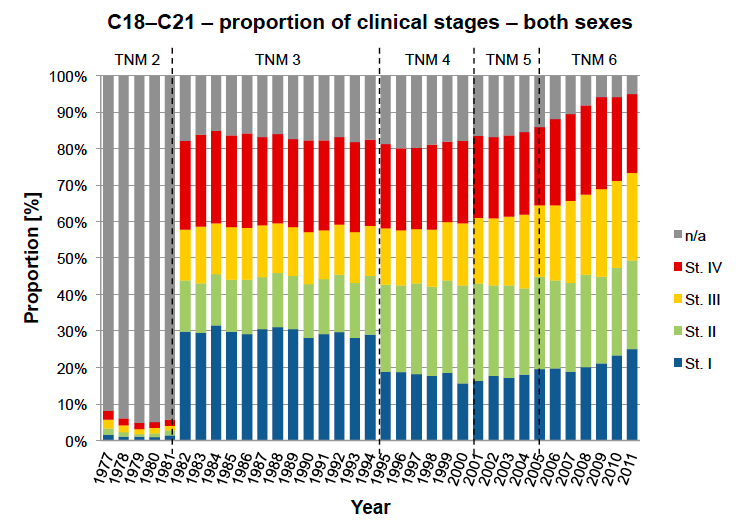 C18–C21 – proportion of clinical stages – both sexes
TNM 2 TNM 3 TNM 4 TNM 5 TNM 6
100%
90%
80%
70%
60%
50%
40%
30%
20%
10%
0%
Proportion [%]
n/a
St. IV
St. III
St. II
St. I
1977 1978 1979 1980 1981 1982 1983 1984 1985 1986 1987 1988 1989 1990 1991 1992 1993 1994 1995 1996 1997 1998 1999 2000 2001 2002 2003 2004 2005 2006 2007 2008 2009 2010 2011
Year